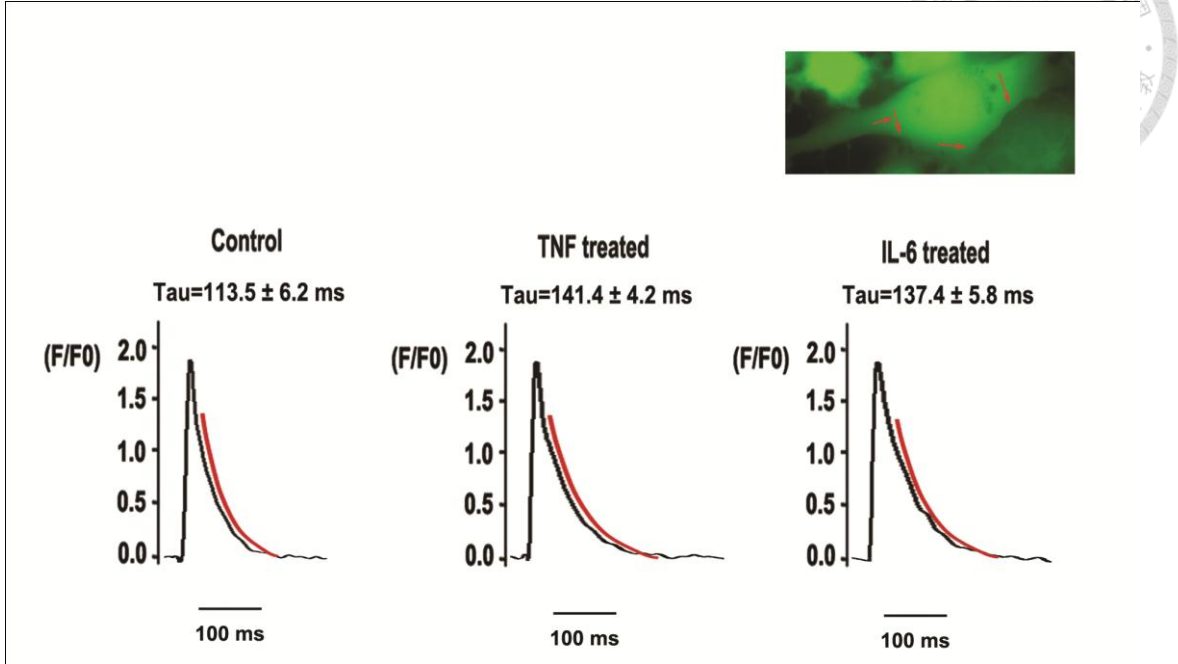 Control
Tau=113.5 ± 6.2 ms
(F/F0)
2.0
1.5
1.0
0.5
0.0
100 ms
TNF treated
Tau=141.4 ± 4.2 ms
(F/F0)
2.0
1.5
1.0
0.5
0.0
100 ms
IL-6 treated
Tau=137.4 ± 5.8 ms
(F/F0)
2.0
1.5
1.0
0.5
0.0
100 ms